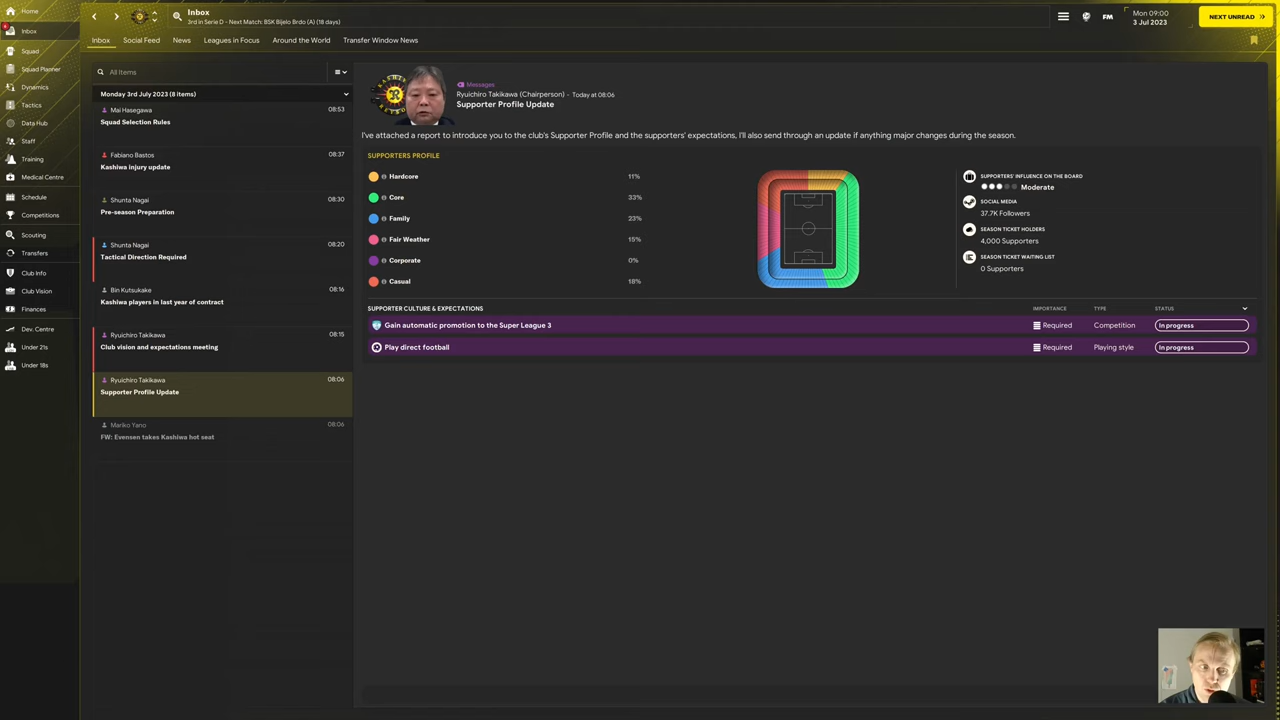 Home
Inbox
Squad
Squad Planner
Dynamics
Tactics
Data Hub
Staff
Training
Medical Centre
Schedule
Competitions
Scouting
Transfers
Club Info
Club Vision
Finances
Dev. Centre
Under 21s
Under 18s
Inbox
3rd in Serie D - Next Match: BSK Bijelo Brdo (A) (18 days)
FM
Mon 09:00
3 Jul 2023
NEXT UNREAD
Inbox
Social Feed
News
Leagues in Focus
Around the World
Transfer Window News
All Items
Monday 3rd July 2023 (8 items)
Mai Hasegawa 08:53
Squad Selection Rules
Fabiano Bastos 08:37
Kashiwa injury update
Shunta Nagai 08:30
Pre-season Preparation
Shunta Nagai 08:20
Tactical Direction Required
Bin Kutsukake 08:16
Kashiwa players in last year of contract
Ryuichiro Takikawa 08:15
Club vision and expectations meeting
Ryuichiro Takikawa 08:06
Supporter Profile Update
Mariko Yano 08:06
FW: Evensen takes Kashiwa hot seat
Messages
Ryuichiro Takikawa (Chairperson) - Today at 08:06
Supporter Profile Update
I've attached a report to introduce you to the club's Supporter Profile and the supporters' expectations, I'll also send through an update if anything major changes during the season.
SUPPORTERS PROFILE
Hardcore 11%
Core 33%
Family 23%
Fair Weather 15%
Corporate 0%
Casual 18%
SUPPORTERS' INFLUENCE ON THE BOARD
Moderate
SOCIAL MEDIA
37.7K Followers
SEASON TICKET HOLDERS
4,000 Supporters
SEASON TICKET WAITING LIST
0 Supporters
SUPPORTER CULTURE & EXPECTATIONS IMPORTANCE TYPE STATUS
Gain automatic promotion to the Super League 3 Required Competition In progress
Play direct football Required Playing style In progress